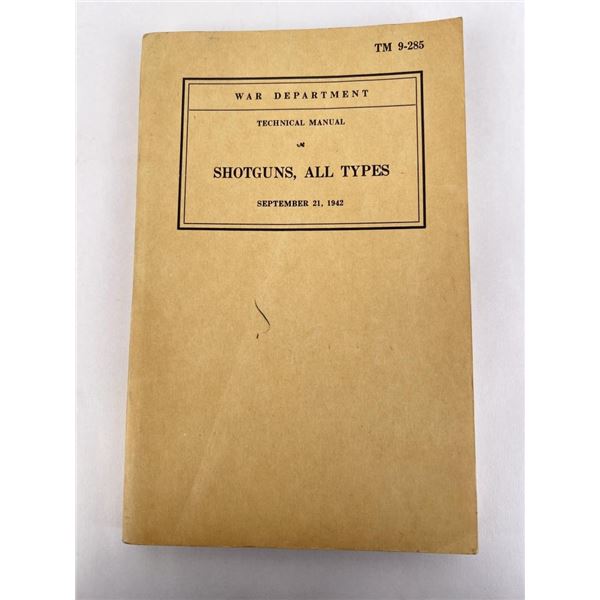 TM 9-285
WAR DEPARTMENT
TECHNICAL MANUAL
SHOTGUNS, ALL TYPES
SEPTEMBER 21, 1942